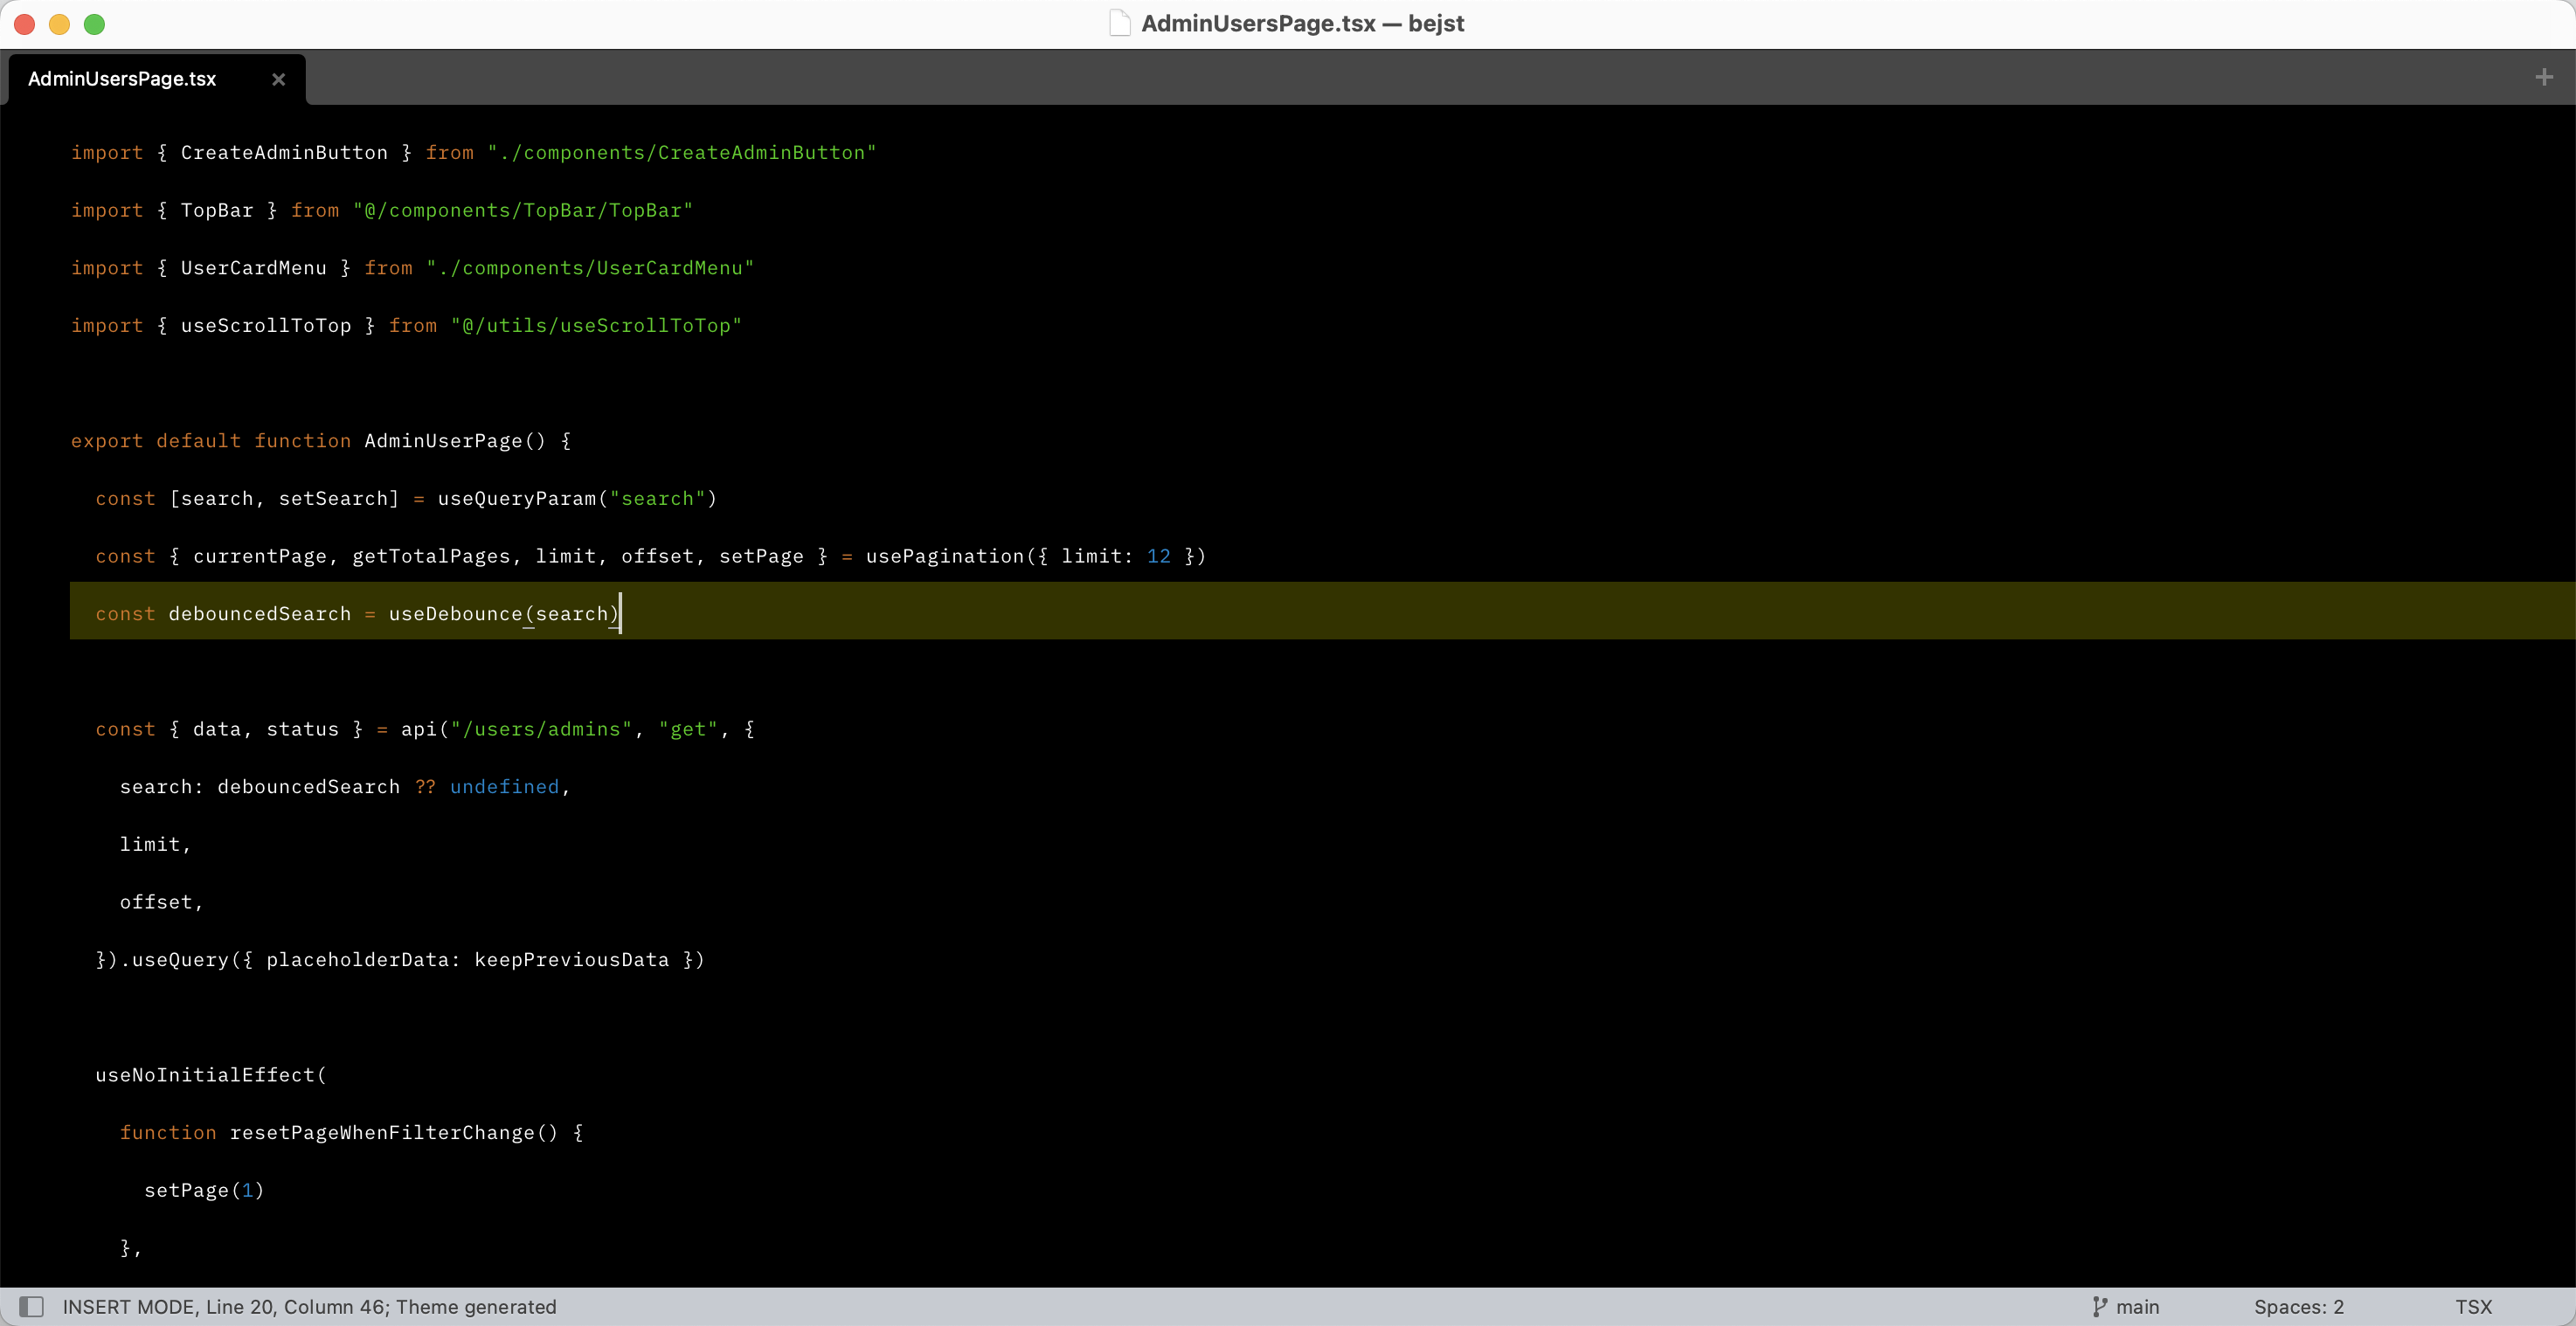 AdminUsersPage.tsx — bejst
AdminUsersPage.tsx
import { CreateAdminButton } from "./components/CreateAdminButton"
import { TopBar } from "@/components/TopBar/TopBar"
import { UserCardMenu } from "./components/UserCardMenu"
import { useScrollToTop } from "@/utils/useScrollToTop"
export default function AdminUserPage() {
  const [search, setSearch] = useQueryParam("search")
  const { currentPage, getTotalPages, limit, offset, setPage } = usePagination({ limit: 12 })
  const debouncedSearch = useDebounce(search)
  const { data, status } = api("/users/admins", "get", {
    search: debouncedSearch ?? undefined,
    limit,
    offset,
  }).useQuery({ placeholderData: keepPreviousData })
  useNoInitialEffect(
    function resetPageWhenFilterChange() {
      setPage(1)
    },
INSERT MODE, Line 20, Column 46; Theme generated
main
Spaces: 2
TSX